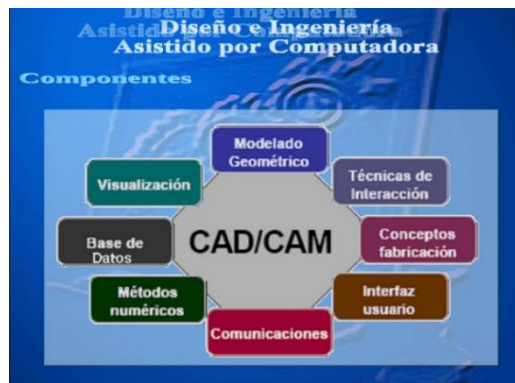 Diseño e Ingeniería
Asistido por Computadora
Componentes
Modelado
Geométrico
Visualización
Técnicas de
Interacción
Base de
Datos
CAD/CAM
Conceptos
fabricación
Métodos
numéricos
Interfaz
usuario
Comunicaciones